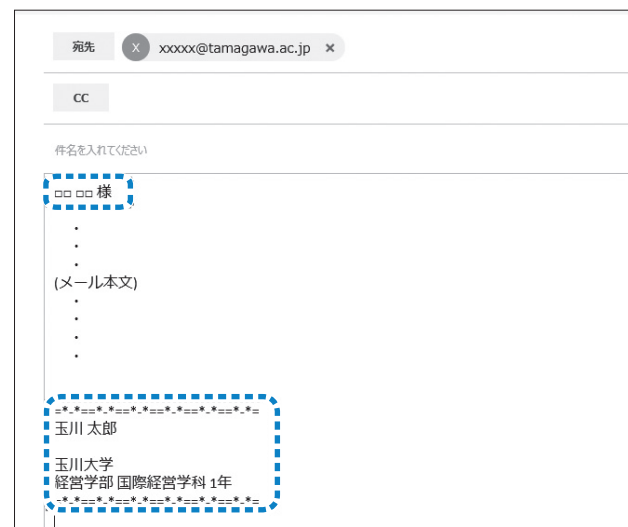 宛先 X xxxxx@tamagawa.ac.jp ×
CC
件名を入れてください
□□ □□ 様
・
・
・
(メール本文)
・
・
・
・
=*-*==*-*==*-*==*-*==*-*==*-*=
玉川 太郎
玉川大学
経営学部 国際経営学科 1年
=*-*==*-*==*-*==*-*==*-*==*-*=